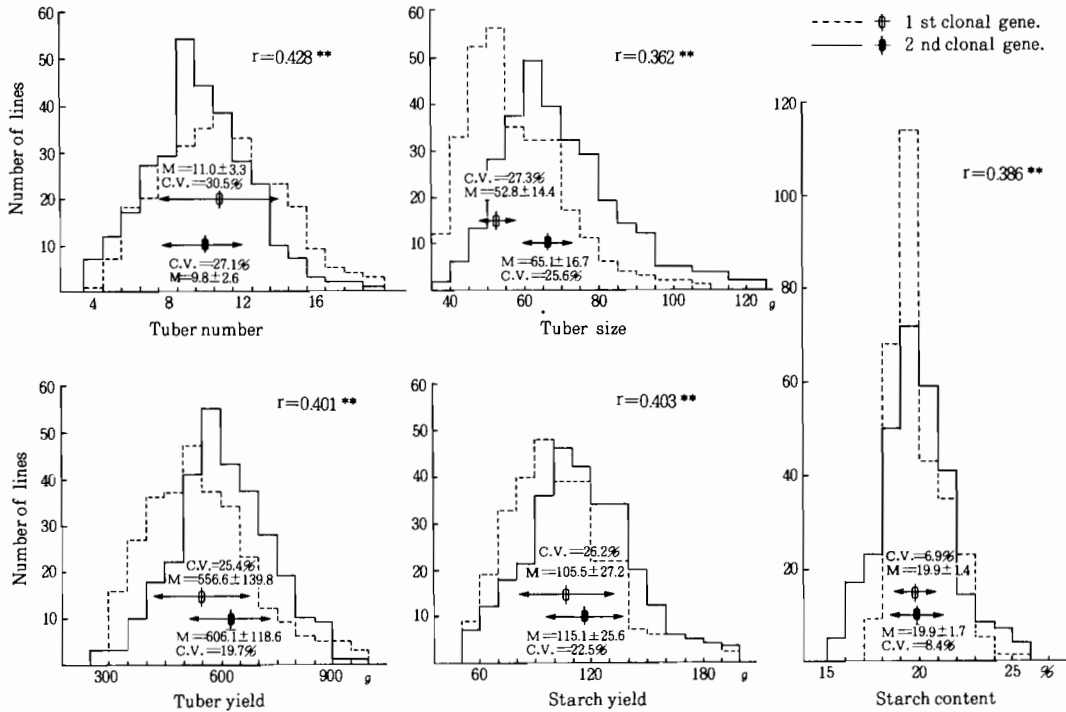 1 st clonal gene.
2 nd clonal gene.
Number of lines
60
50
40
30
20
10
r=0.428 **
M=11.0±3.3
C.V.=30.5%
C.V.=27.1%
M=9.8±2.6
4 8 12 16
Tuber number
60
50
40
30
20
10
r=0.362 **
C.V.=27.3%
M=52.8±14.4
M=65.1±16.7
C.V.=25.6%
40 60 80 100 120 g
Tuber size
Number of lines
60
50
40
30
20
10
r=0.401 **
C.V.=25.4%
M=556.6±139.8
M=606.1±118.6
C.V.=19.7%
300 600 900 g
Tuber yield
60
50
40
30
20
10
r=0.403 **
C.V.=26.2%
M=105.5±27.2
M=115.1±25.6
C.V.=22.5%
60 120 180 g
Starch yield
120
100
80
60
40
20
r=0.386 **
C.V.=6.9%
M=19.9±1.4
M=19.9±1.7
C.V.=8.4%
15 20 25 %
Starch content